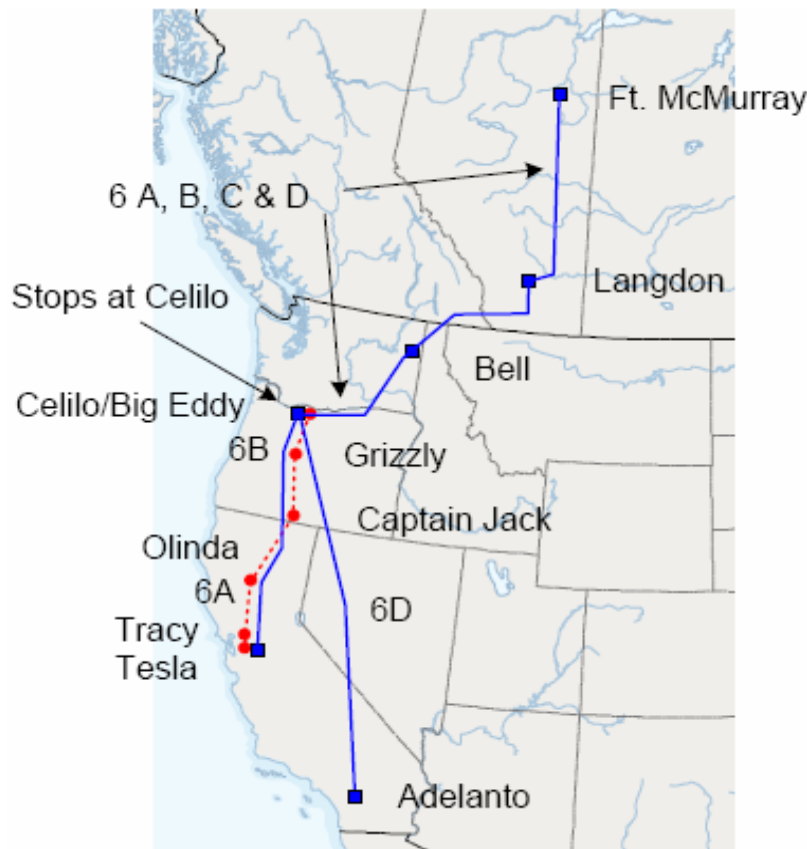 Ft. McMurray
6 A, B, C & D
Langdon
Stops at Celilo
Bell
Celilo/Big Eddy
6B
Grizzly
Captain Jack
Olinda
6A
6D
Tracy
Tesla
Adelanto